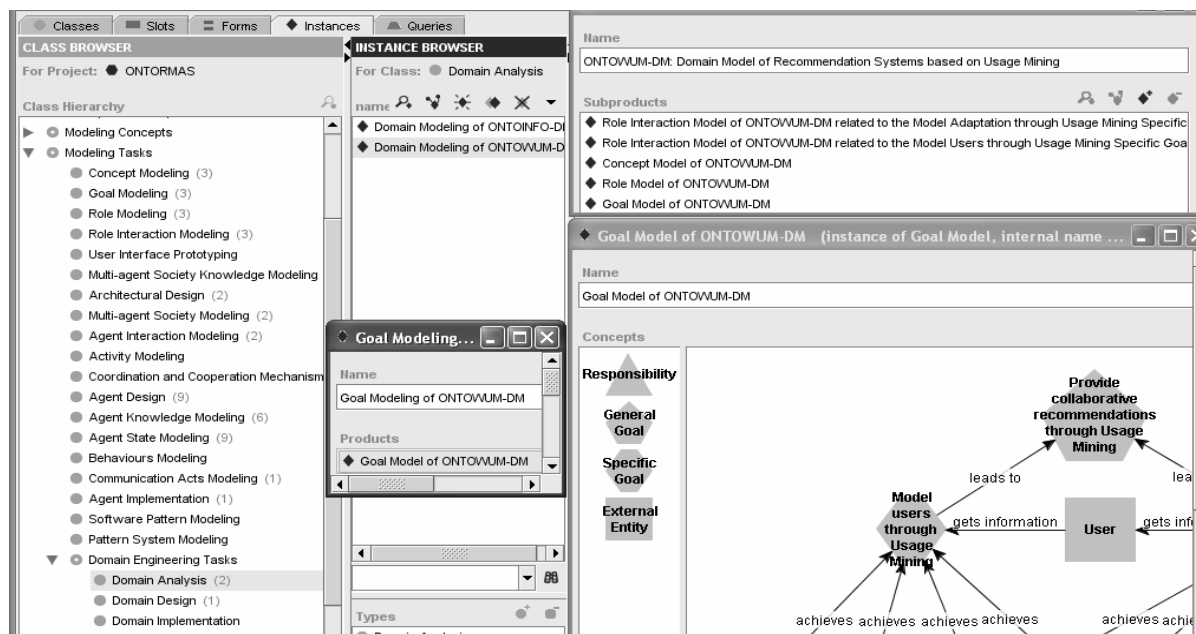 Classes Slots Forms Instances Queries
CLASS BROWSER
For Project: ONTORMAS
Class Hierarchy
Modeling Concepts
Modeling Tasks
Concept Modeling (3)
Goal Modeling (3)
Role Modeling (3)
Role Interaction Modeling (3)
User Interface Prototyping
Multi-agent Society Knowledge Modeling
Architectural Design (2)
Multi-agent Society Modeling (2)
Agent Interaction Modeling (2)
Activity Modeling
Coordination and Cooperation Mechanism
Agent Design (9)
Agent Knowledge Modeling (6)
Agent State Modeling (9)
Behaviours Modeling
Communication Acts Modeling (1)
Agent Implementation (1)
Software Pattern Modeling
Pattern System Modeling
Domain Engineering Tasks
Domain Analysis (2)
Domain Design (1)
Domain Implementation
INSTANCE BROWSER
For Class: Domain Analysis
name
Domain Modeling of ONTOINFO-D
Domain Modeling of ONTOWUM-D
Types
Goal Modeling...
Name
Goal Modeling of ONTOWUM-DM
Products
Goal Model of ONTOWUM-DM
Name
ONTOWUM-DM: Domain Model of Recommendation Systems based on Usage Mining
Subproducts
Role Interaction Model of ONTOWUM-DM related to the Model Adaptation through Usage Mining Specific
Role Interaction Model of ONTOWUM-DM related to the Model Users through Usage Mining Specific Goa
Concept Model of ONTOWUM-DM
Role Model of ONTOWUM-DM
Goal Model of ONTOWUM-DM
Goal Model of ONTOWUM-DM (instance of Goal Model, internal name ...
Name
Goal Model of ONTOWUM-DM
Concepts
Responsibility
General
Goal
Specific
Goal
External
Entity
Provide
collaborative
recommendations
through Usage
Mining
leads to
lea
Model
users
through
Usage
Mining
gets information
User
gets inf
achieves achieves achieves achieves
achieves achi